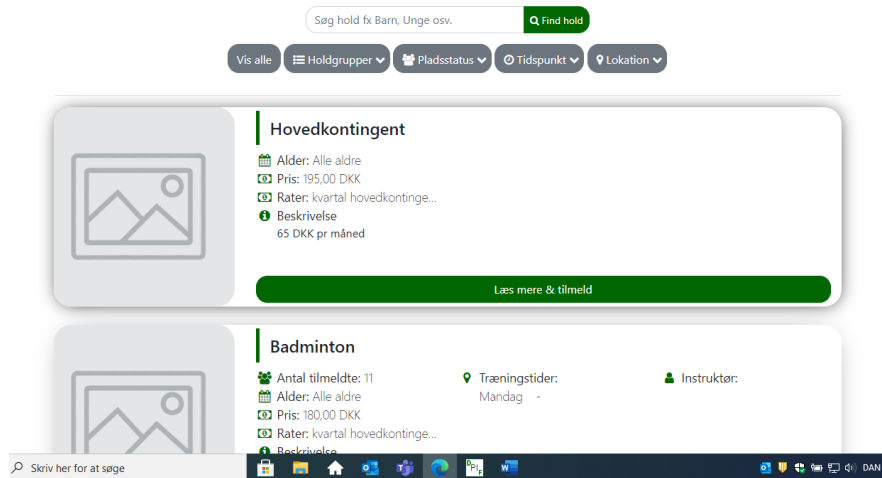 Søg hold fx Barn, Unge osv.
Find hold
Vis alle
Holdgrupper
Pladsstatus
Tidspunkt
Lokation
Hovedkontingent
Alder: Alle aldre
Pris: 195,00 DKK
Rater: kvartal hovedkontinge...
Beskrivelse
65 DKK pr måned
Læs mere & tilmeld
Badminton
Antal tilmeldte: 11
Alder: Alle aldre
Pris: 180,00 DKK
Rater: kvartal hovedkontinge...
Beskrivelse
Træningstider:
Mandag -
Instruktør:
Skriv her for at søge
DAN